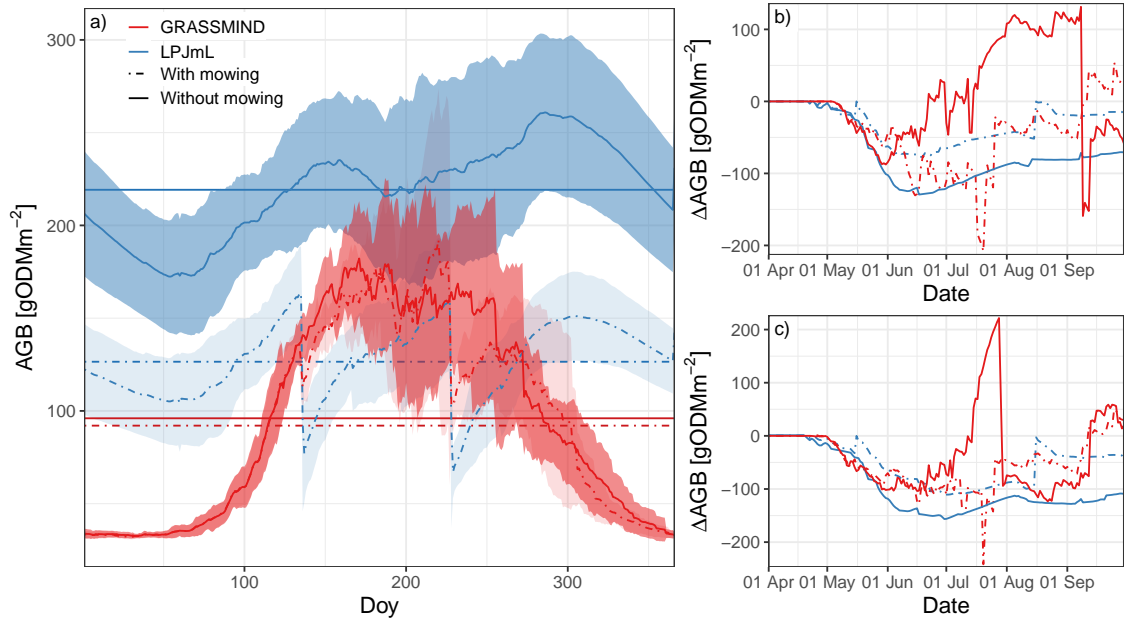 a)
GRASSMIND
LPJmL
With mowing
Without mowing
AGB [gODMm⁻²]
300
200
100
100
200
300
Doy
b)
ΔAGB [gODMm⁻²]
100
0
−100
−200
01 Apr
01 May
01 Jun
01 Jul
01 Aug
01 Sep
Date
c)
ΔAGB [gODMm⁻²]
200
100
0
−100
−200
01 Apr
01 May
01 Jun
01 Jul
01 Aug
01 Sep
Date